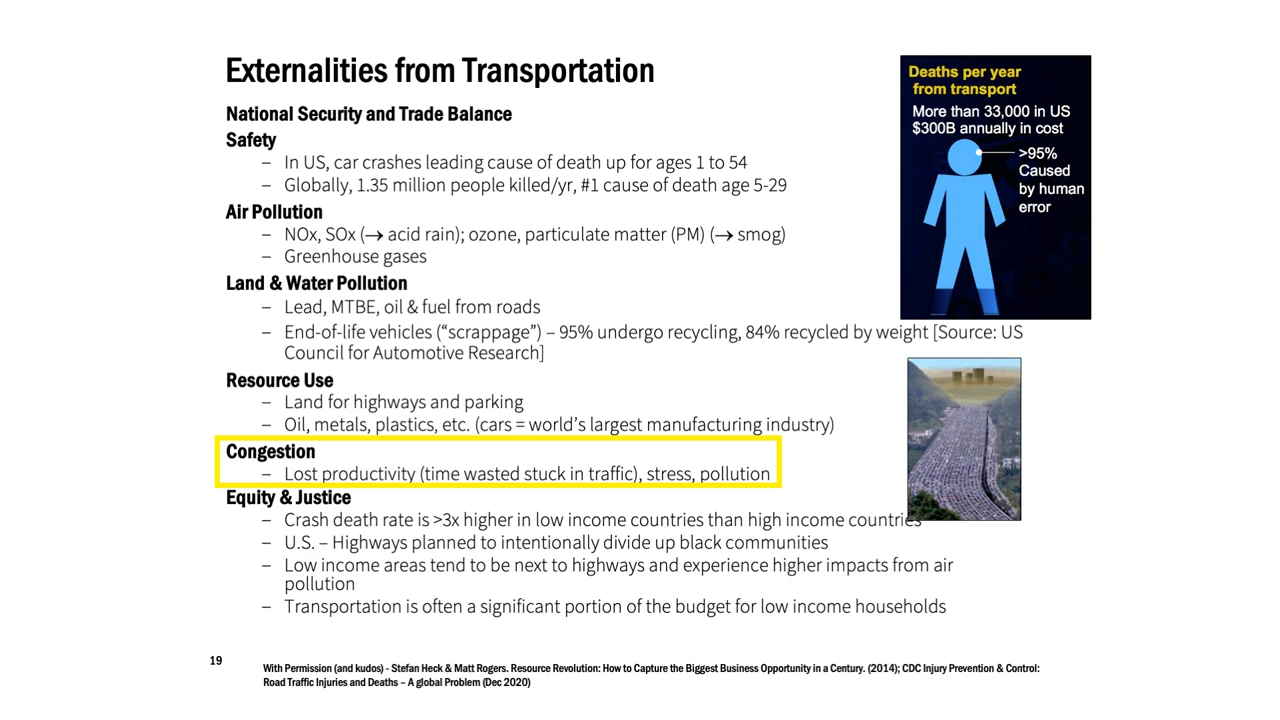 Externalities from Transportation
National Security and Trade Balance
Safety
– In US, car crashes leading cause of death up for ages 1 to 54
– Globally, 1.35 million people killed/yr, #1 cause of death age 5-29
Air Pollution
– NOx, SOx (→ acid rain); ozone, particulate matter (PM) (→ smog)
– Greenhouse gases
Land & Water Pollution
– Lead, MTBE, oil & fuel from roads
– End-of-life vehicles (“scrappage”) – 95% undergo recycling, 84% recycled by weight [Source: US
Council for Automotive Research]
Resource Use
– Land for highways and parking
– Oil, metals, plastics, etc. (cars = world’s largest manufacturing industry)
Congestion
– Lost productivity (time wasted stuck in traffic), stress, pollution
Equity & Justice
– Crash death rate is >3x higher in low income countries than high income countries
– U.S. – Highways planned to intentionally divide up black communities
– Low income areas tend to be next to highways and experience higher impacts from air
pollution
– Transportation is often a significant portion of the budget for low income households
Deaths per year
from transport
More than 33,000 in US
$300B annually in cost
>95%
Caused
by human
error
19
With Permission (and kudos) - Stefan Heck & Matt Rogers. Resource Revolution: How to Capture the Biggest Business Opportunity in a Century. (2014); CDC Injury Prevention & Control:
Road Traffic Injuries and Deaths – A global Problem (Dec 2020)